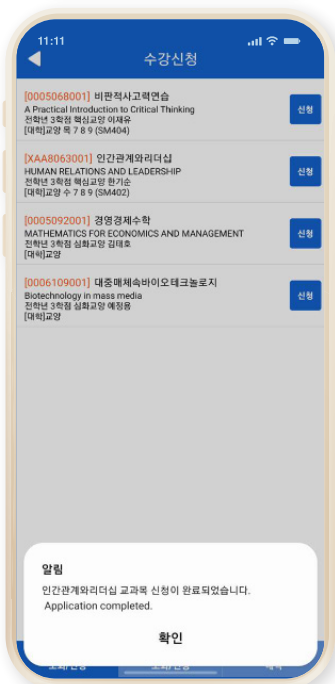 11:11
수강신청
[0005068001] 비판적사고력연습
A Practical Introduction to Critical Thinking
전학년 3학점 핵심교양 이재유
[대학]교양 목 7 8 9 (SM404)
신청
[XAA8063001] 인간관계와리더십
HUMAN RELATIONS AND LEADERSHIP
전학년 3학점 핵심교양 한기순
[대학]교양 수 7 8 9 (SM402)
신청
[0005092001] 경영경제수학
MATHEMATICS FOR ECONOMICS AND MANAGEMENT
전학년 3학점 심화교양 김태호
[대학]교양
신청
[0006109001] 대중매체속바이오테크놀로지
Biotechnology in mass media
전학년 3학점 심화교양 예정용
[대학]교양
신청
알림
인간관계와리더십 교과목 신청이 완료되었습니다.
Application completed.
확인